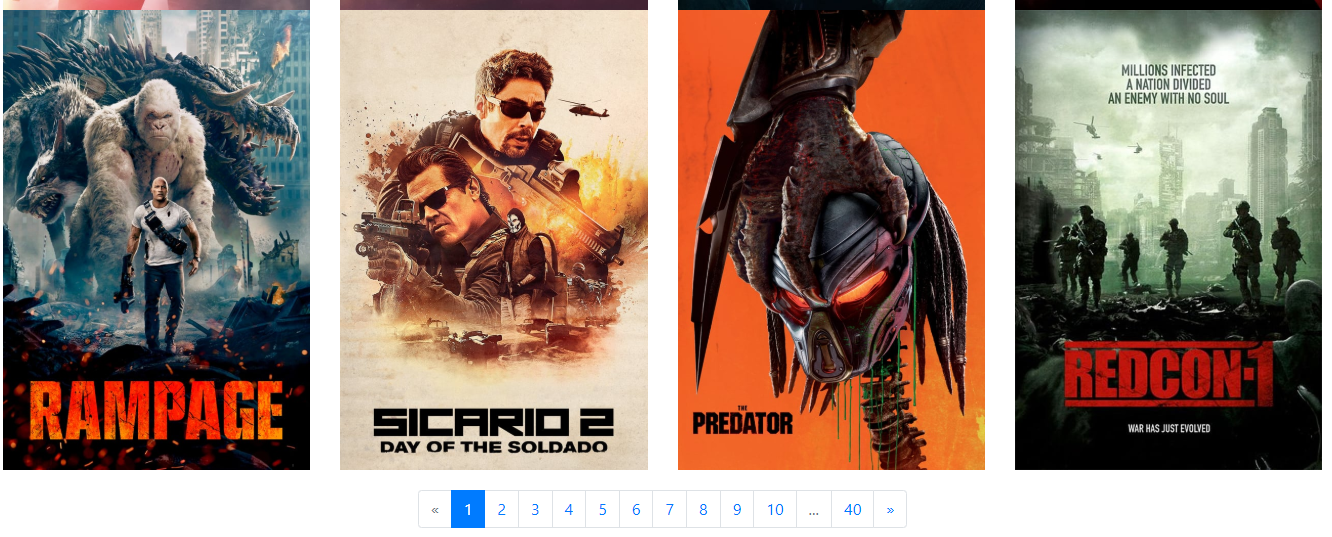 RAMPAGE
SICARIO 2
DAY OF THE SOLDADO
THE
PREDATOR
MILLIONS INFECTED
A NATION DIVIDED
AN ENEMY WITH NO SOUL
REDCON-1
WAR HAS JUST EVOLVED
« 1 2 3 4 5 6 7 8 9 10 ... 40 »